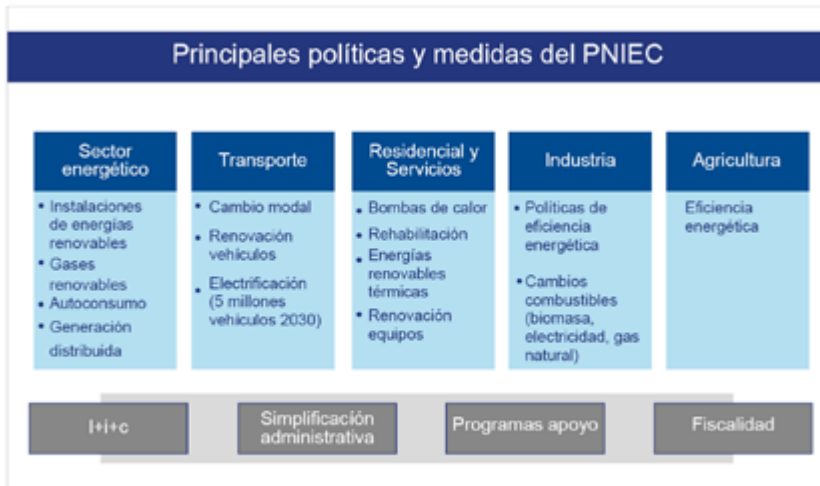 Principales políticas y medidas del PNIEC
Sector
energético
• Instalaciones
de energías
renovables
• Gases
renovables
• Autoconsumo
• Generación
distribuida
Transporte
• Cambio modal
• Renovación
vehículos
• Electrificación
(5 millones
vehículos 2030)
Residencial y
Servicios
• Bombas de calor
• Rehabilitación
• Energías
renovables
térmicas
• Renovación
equipos
Industria
• Políticas de
eficiencia
energética
• Cambios
combustibles
(biomasa,
electricidad, gas
natural)
Agricultura
Eficiencia
energética
I+i+c
Simplificación
administrativa
Programas apoyo
Fiscalidad